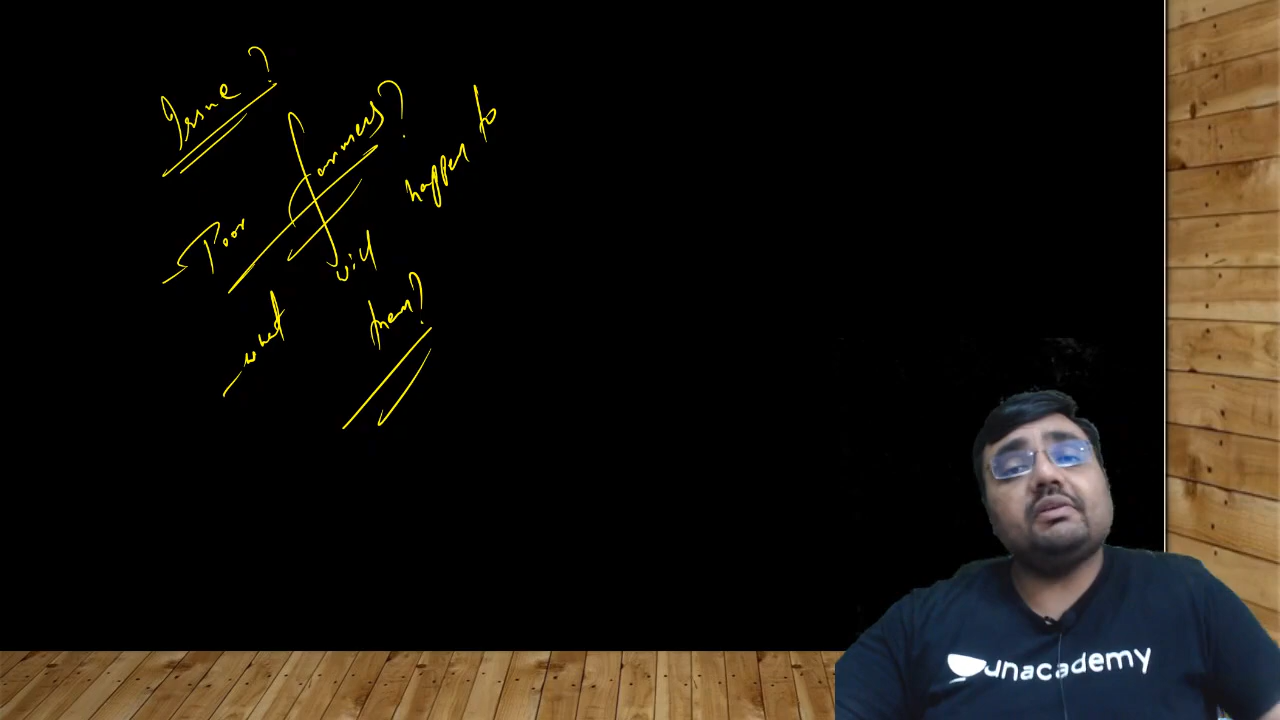 Issue?
→ Poor farmers?
→ what will happen to
them?
unacademy